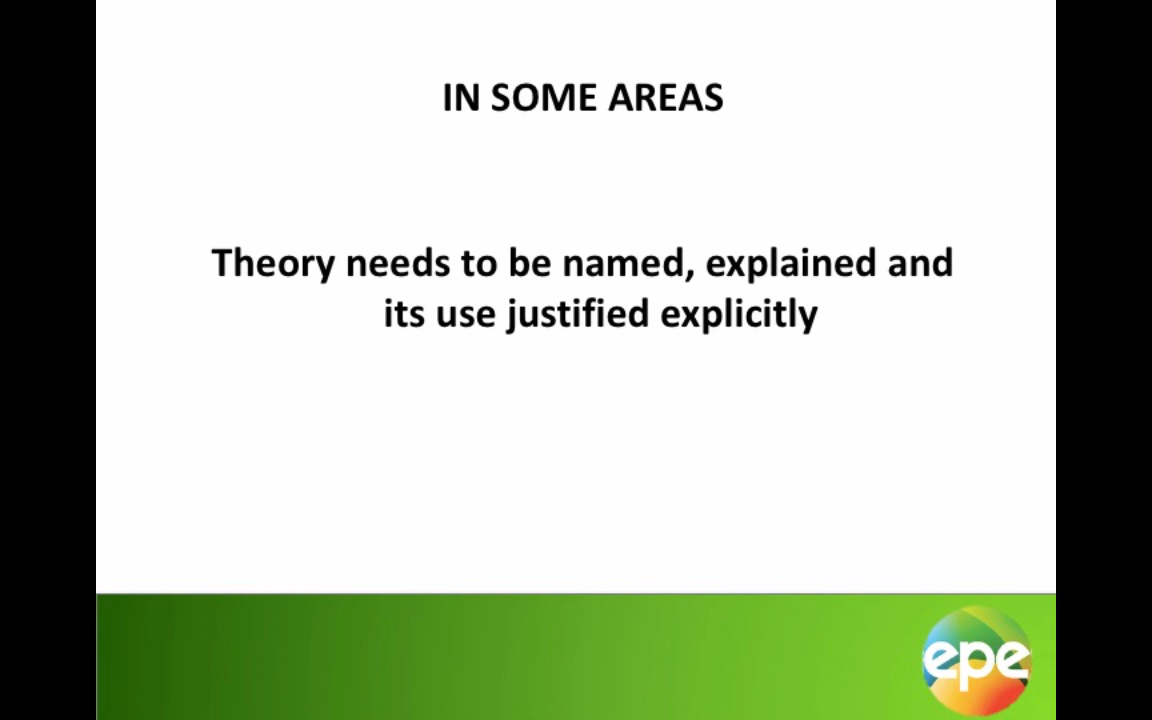 IN SOME AREAS
Theory needs to be named, explained and
its use justified explicitly
epe